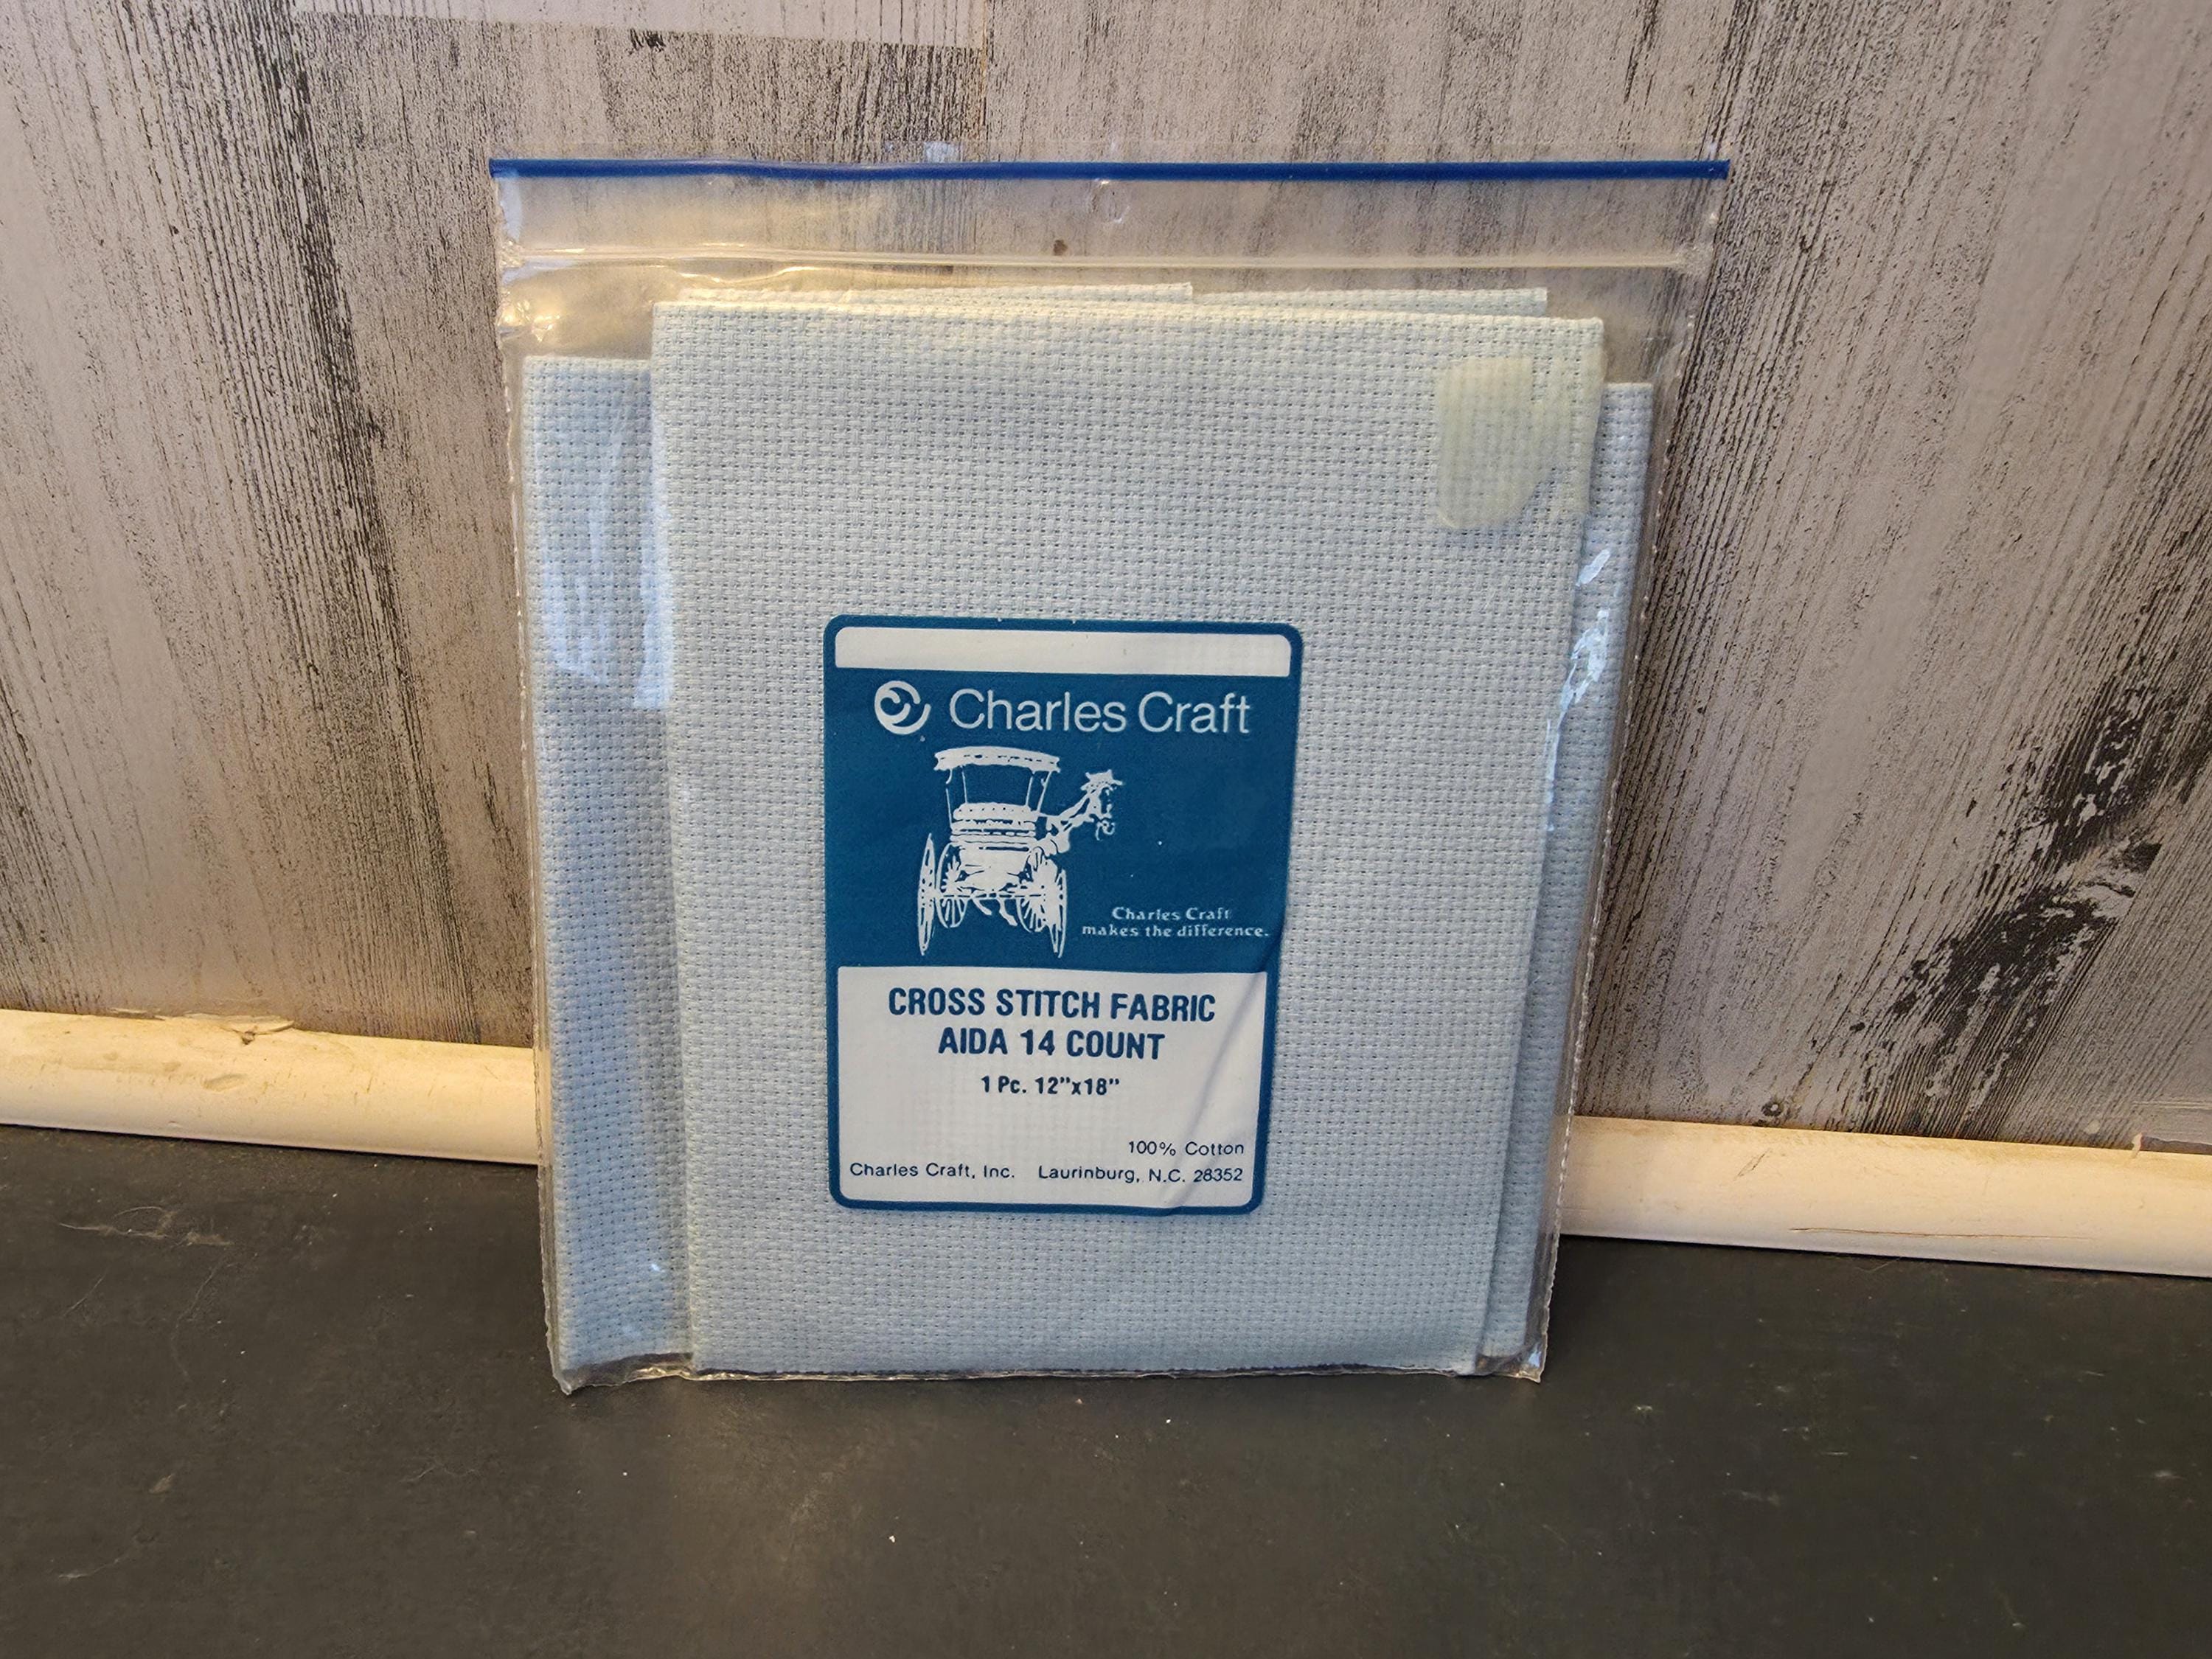 Charles Craft
Charles Craft
makes the difference.
CROSS STITCH FABRIC
AIDA 14 COUNT
1 Pc. 12"x18"
100% Cotton
Charles Craft, Inc. Laurinburg, N.C. 28352